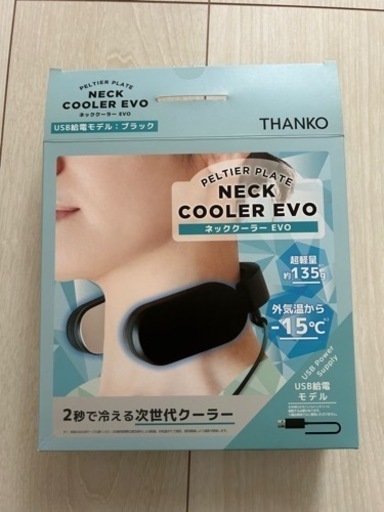 PELTIER PLATE
NECK
COOLER EVO
ネッククーラー EVO
USB給電モデル：ブラック
THANKO
PELTIER PLATE
NECK
COOLER EVO
ネッククーラー EVO
超軽量
約135g
外気温から
-15℃
USB Power
Supply
USB給電
モデル
2秒で冷える次世代クーラー